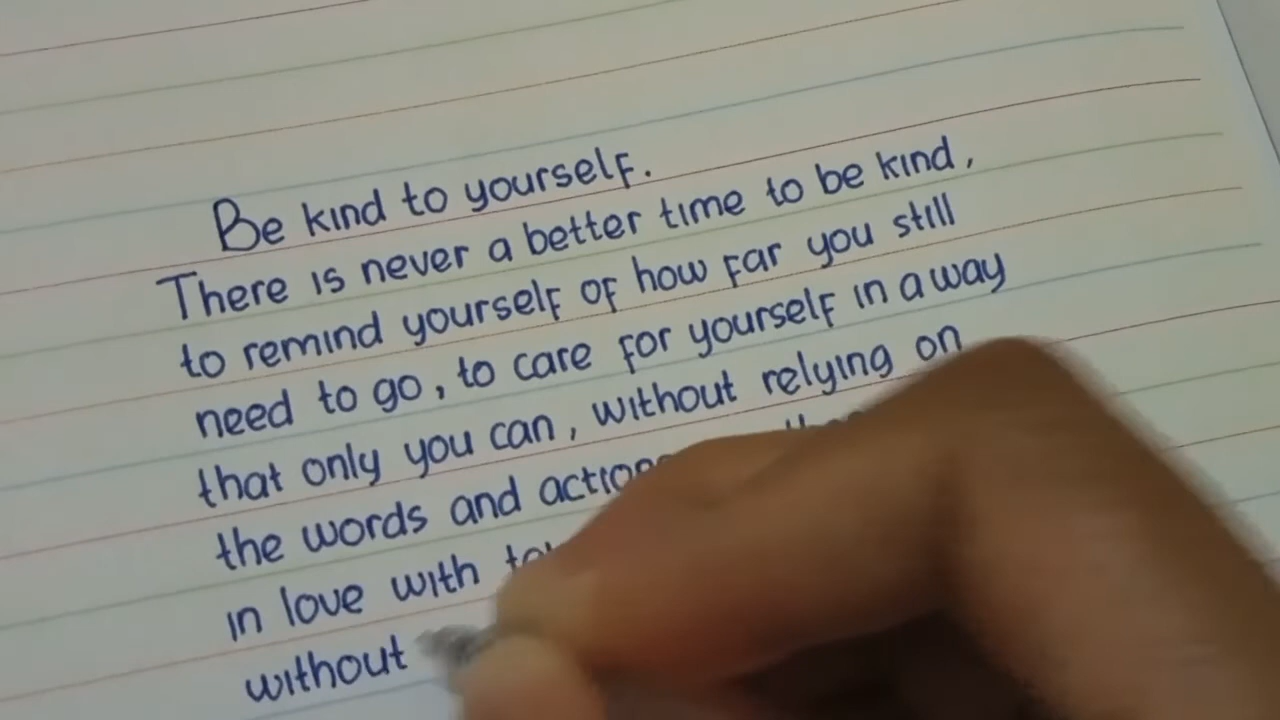 Be kind to yourself.
There is never a better time to be kind,
to remind yourself of how far you still
need to go, to care for yourself in a way
that only you can, without relying on
the words and
in love with
without